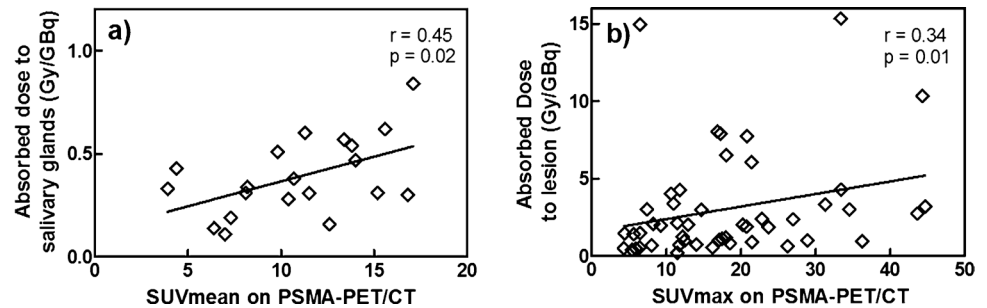 a)
r = 0.45
p = 0.02
Absorbed dose to
salivary glands (Gy/GBq)
1.0
0.5
0.0
0
5
10
15
20
SUVmean on PSMA-PET/CT
b)
r = 0.34
p = 0.01
Absorbed Dose
to lesion (Gy/GBq)
15
10
5
0
0
10
20
30
40
50
SUVmax on PSMA-PET/CT